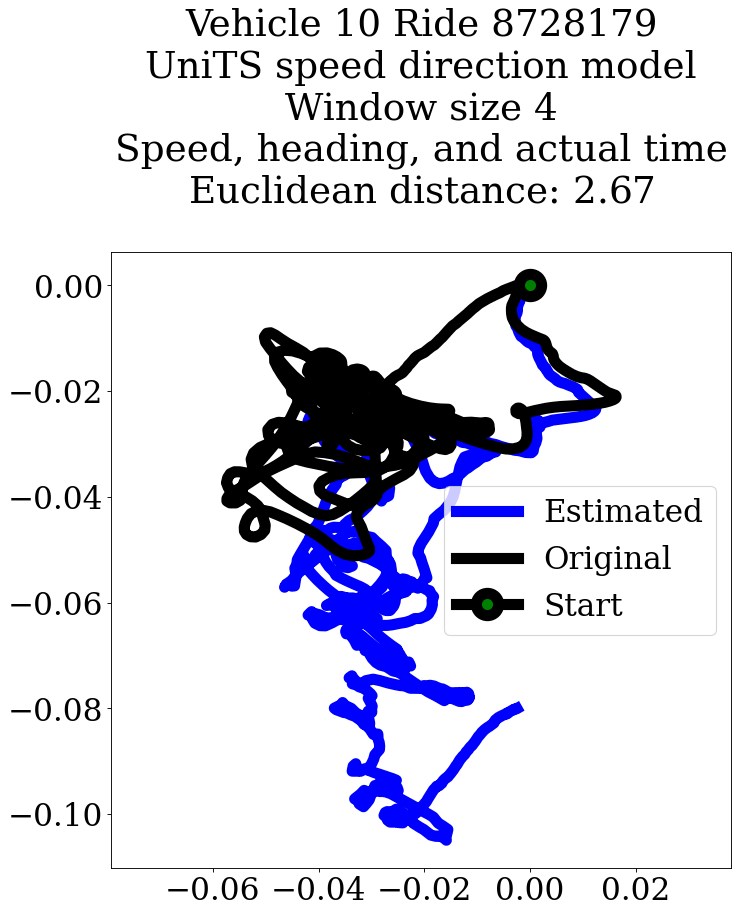 Vehicle 10 Ride 8728179
UniTS speed direction model
Window size 4
Speed, heading, and actual time
Euclidean distance: 2.67
0.00
−0.02
−0.04
−0.06
−0.08
−0.10
Estimated
Original
Start
−0.06 −0.04 −0.02 0.00 0.02